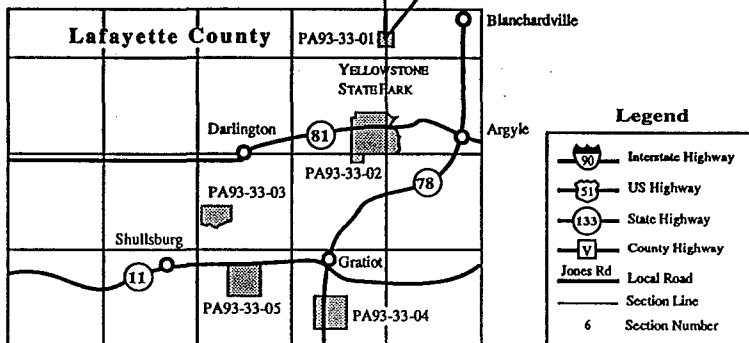 Lafayette County
PA93-33-01
Blanchardville
YELLOWSTONE
STATE PARK
Darlington
81
Argyle
PA93-33-02
78
PA93-33-03
Shullsburg
Gratiot
11
PA93-33-05
PA93-33-04
Legend
90 Interstate Highway
51 US Highway
133 State Highway
V County Highway
Jones Rd Local Road
Section Line
6 Section Number